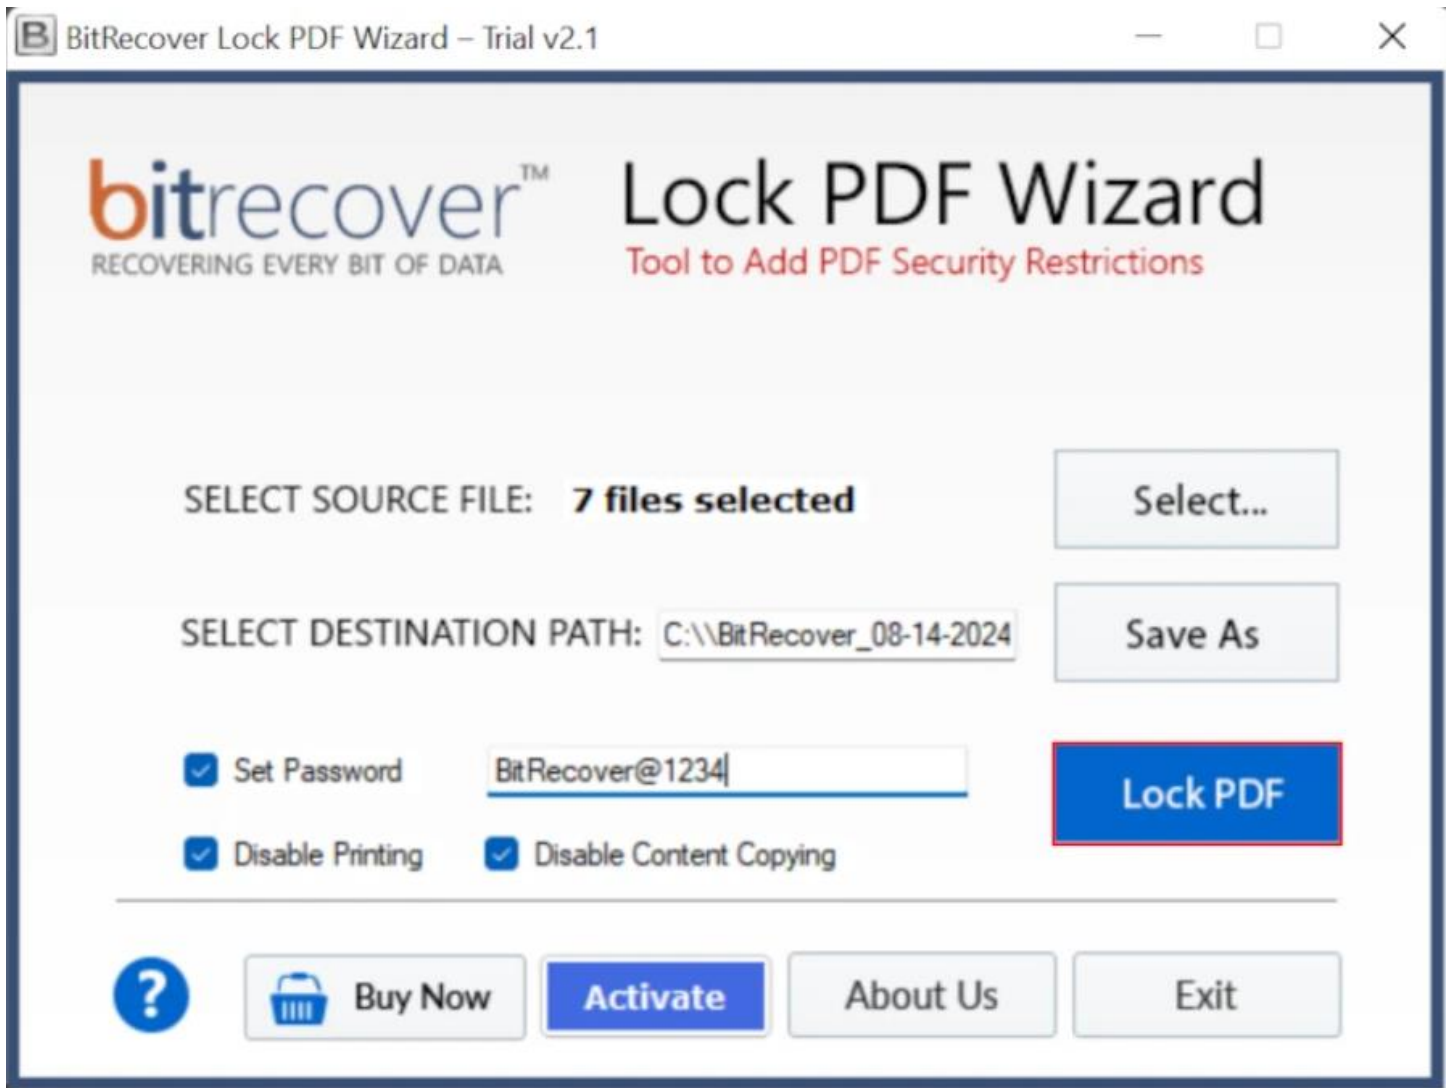 B BitRecover Lock PDF Wizard – Trial v2.1
bitrecover™
RECOVERING EVERY BIT OF DATA
Lock PDF Wizard
Tool to Add PDF Security Restrictions
SELECT SOURCE FILE: 7 files selected
Select...
SELECT DESTINATION PATH: C:\\BitRecover_08-14-2024
Save As
Set Password BitRecover@1234
Lock PDF
Disable Printing Disable Content Copying
? Buy Now Activate About Us Exit